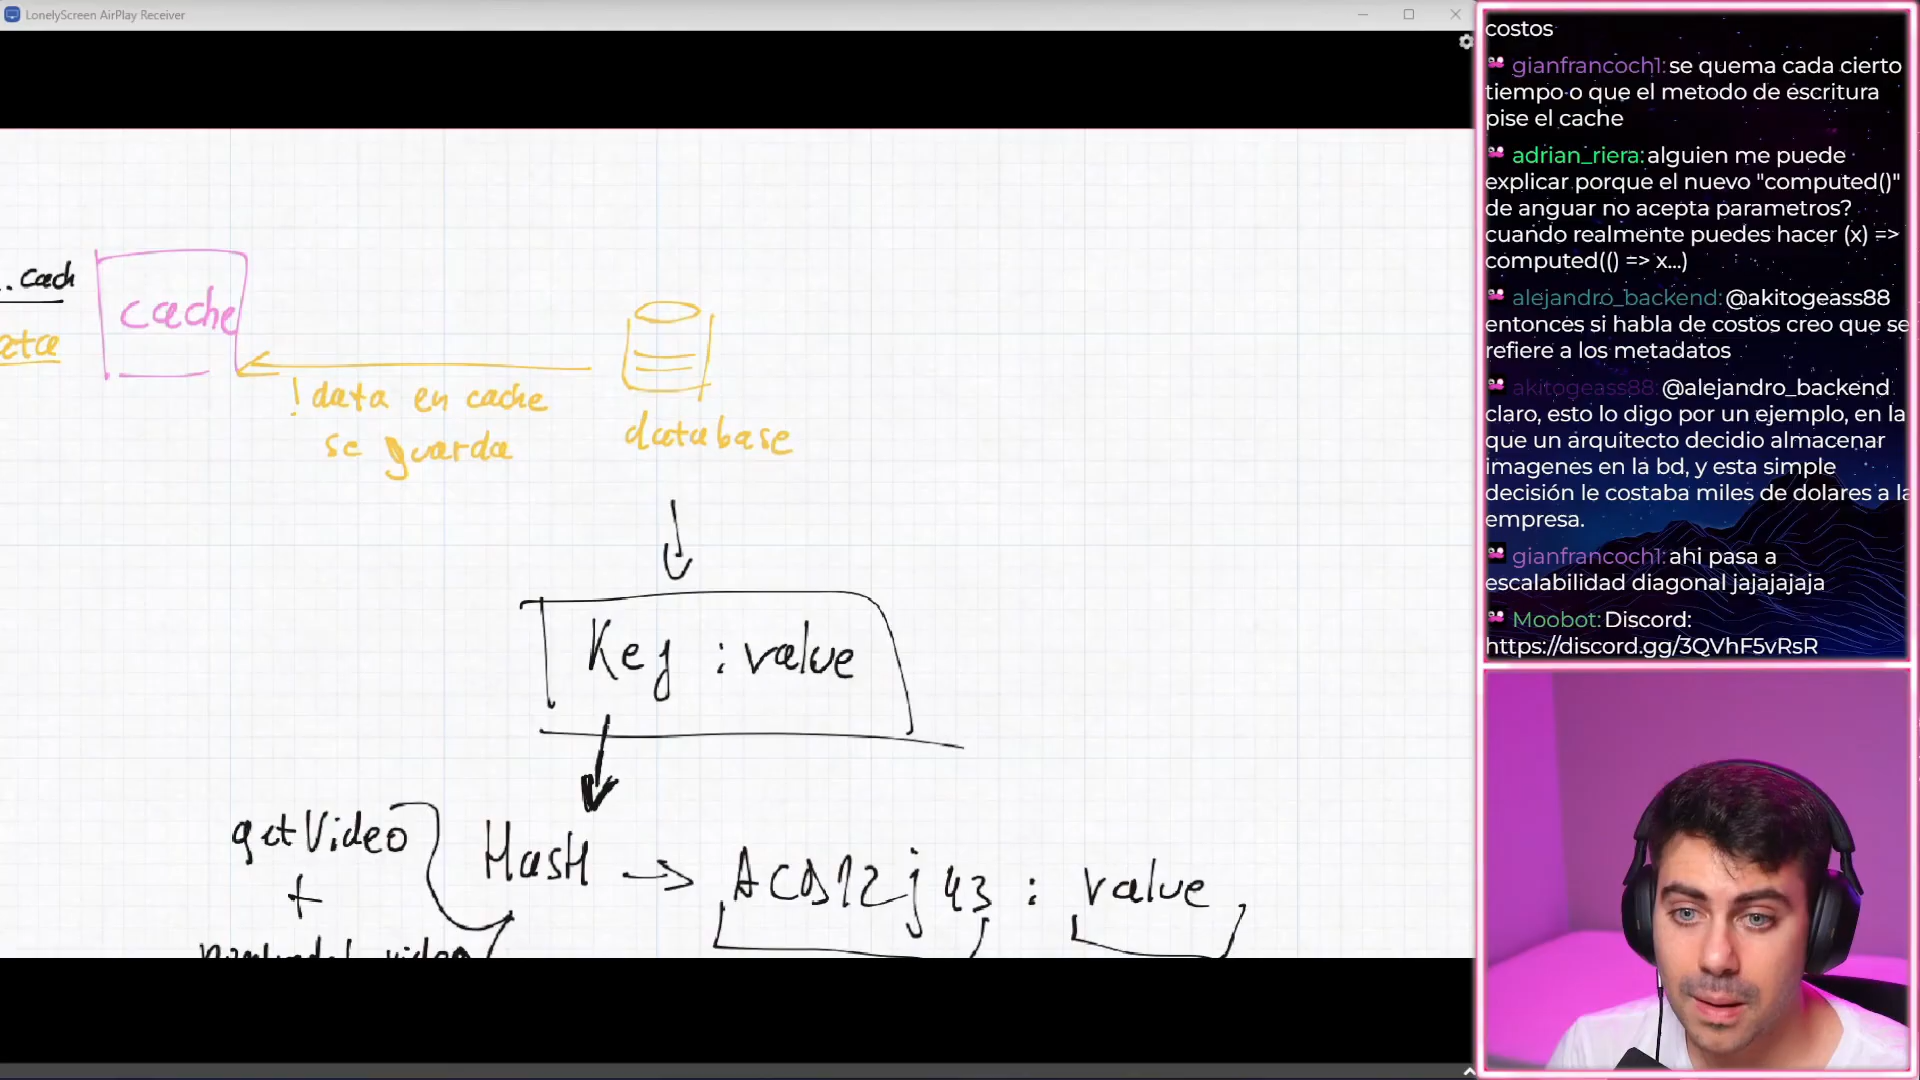 LonelyScreen AirPlay Receiver
cach
cache
! data en cache
se guarda
database
Key : value
getVideo
+
Hash → ACD12j43 : value
costos
gianfrancoch1: se quema cada cierto
tiempo o que el metodo de escritura
pise el cache
adrian_riera: alguien me puede
explicar porque el nuevo "computed()"
de anguar no acepta parametros?
cuando realmente puedes hacer (x) =>
computed(() => x...)
alejandro_backend: @akitogeass88
entonces si habla de costos creo que se
refiere a los metadatos
akitogeass88: @alejandro_backend
claro, esto lo digo por un ejemplo, en la
que un arquitecto decidio almacenar
imagenes en la bd, y esta simple
decisión le costaba miles de dolares a la
empresa.
gianfrancoch1: ahi pasa a
escalabilidad diagonal jajajajaja
Moobot: Discord:
https://discord.gg/3QVhF5vRsR